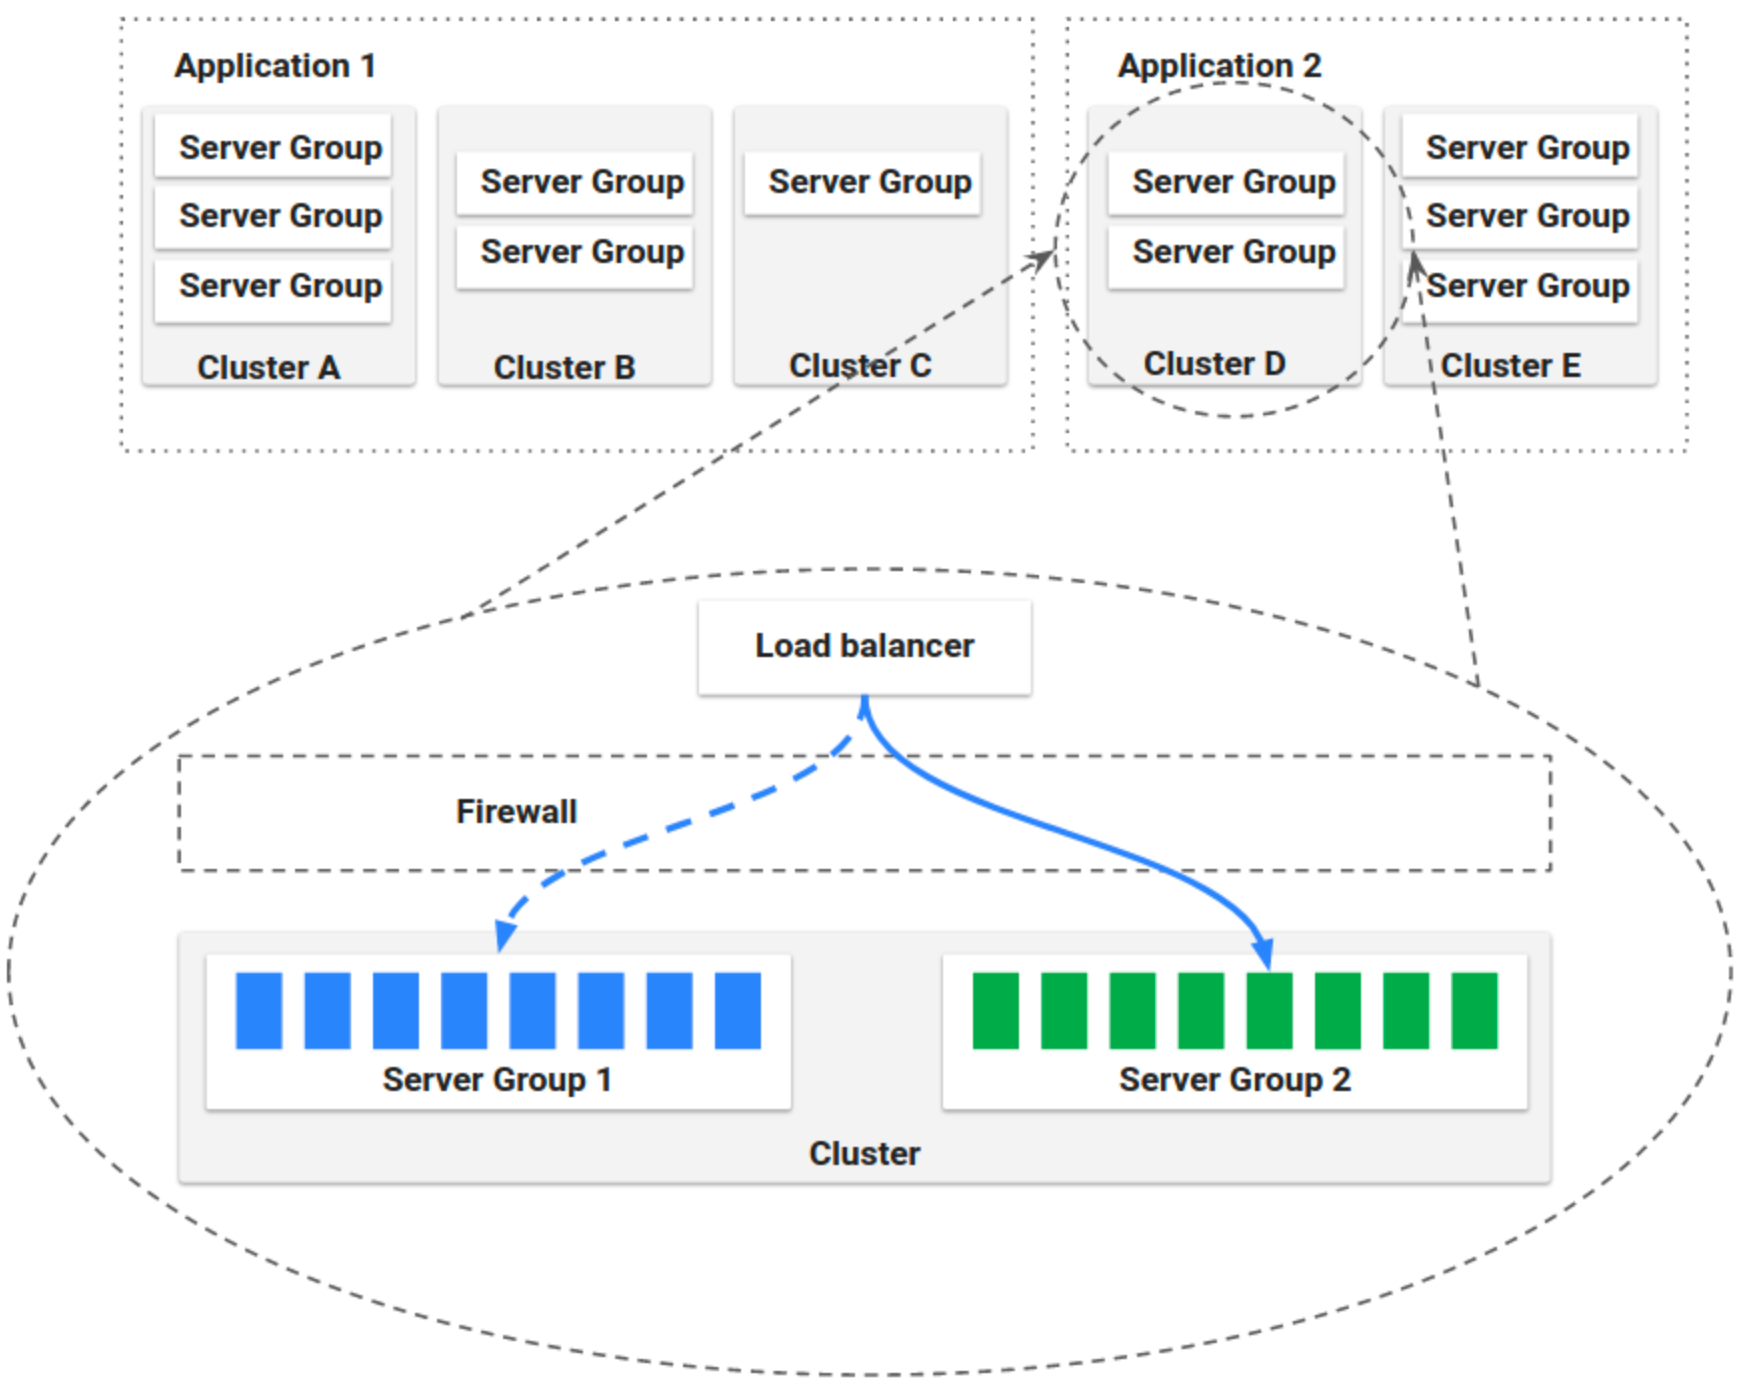 Application 1
Server Group
Server Group
Server Group
Cluster A
Server Group
Server Group
Cluster B
Server Group
Cluster C
Application 2
Server Group
Server Group
Cluster D
Server Group
Server Group
Server Group
Cluster E
Load balancer
Firewall
Server Group 1
Server Group 2
Cluster